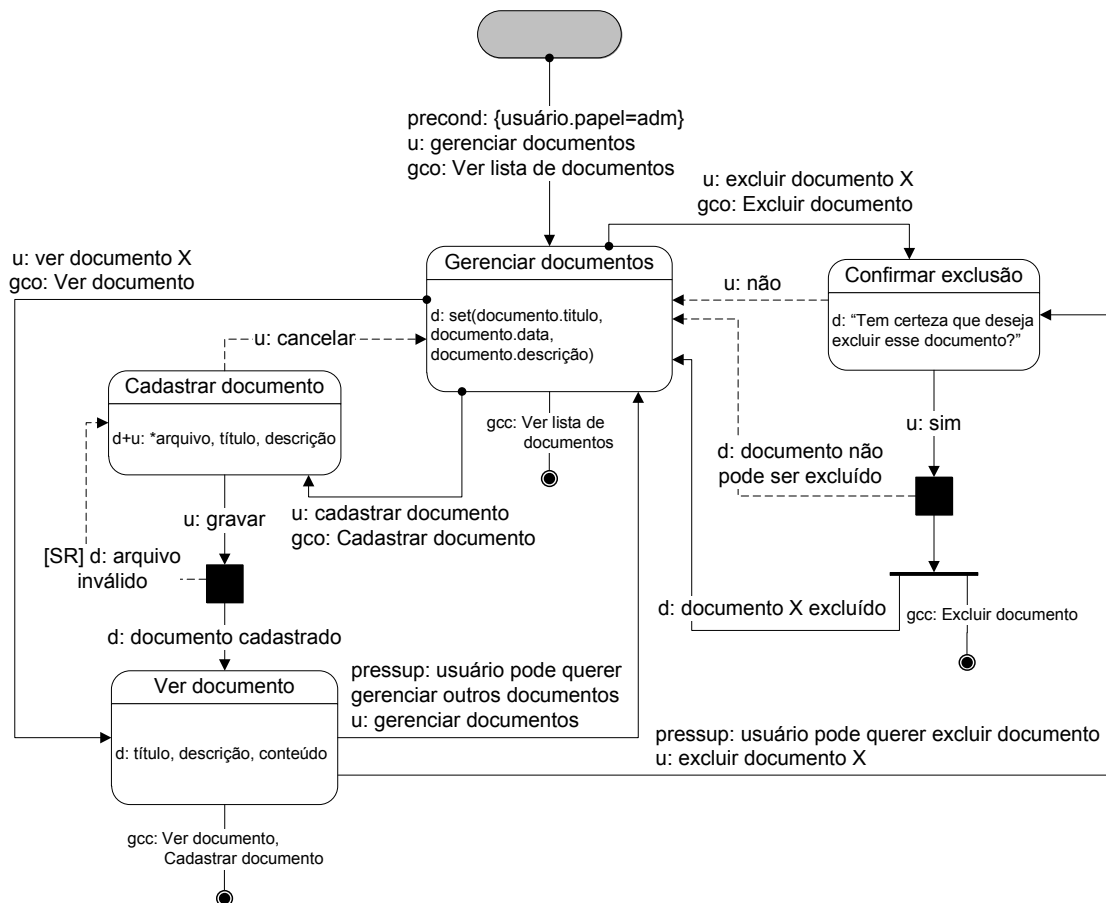 precond: {usuário.papel=adm}
u: gerenciar documentos
gco: Ver lista de documentos
u: excluir documento X
gco: Excluir documento
u: ver documento X
gco: Ver documento
Gerenciar documentos
d: set(documento.titulo,
documento.data,
documento.descrição)
u: não
Confirmar exclusão
d: “Tem certeza que deseja
excluir esse documento?”
u: cancelar
Cadastrar documento
d+u: *arquivo, título, descrição
gcc: Ver lista de
documentos
u: sim
d: documento não
pode ser excluído
u: cadastrar documento
gco: Cadastrar documento
u: gravar
[SR] d: arquivo
inválido
d: documento X excluído
gcc: Excluir documento
d: documento cadastrado
Ver documento
d: título, descrição, conteúdo
pressup: usuário pode querer
gerenciar outros documentos
u: gerenciar documentos
pressup: usuário pode querer excluir documento
u: excluir documento X
gcc: Ver documento,
Cadastrar documento